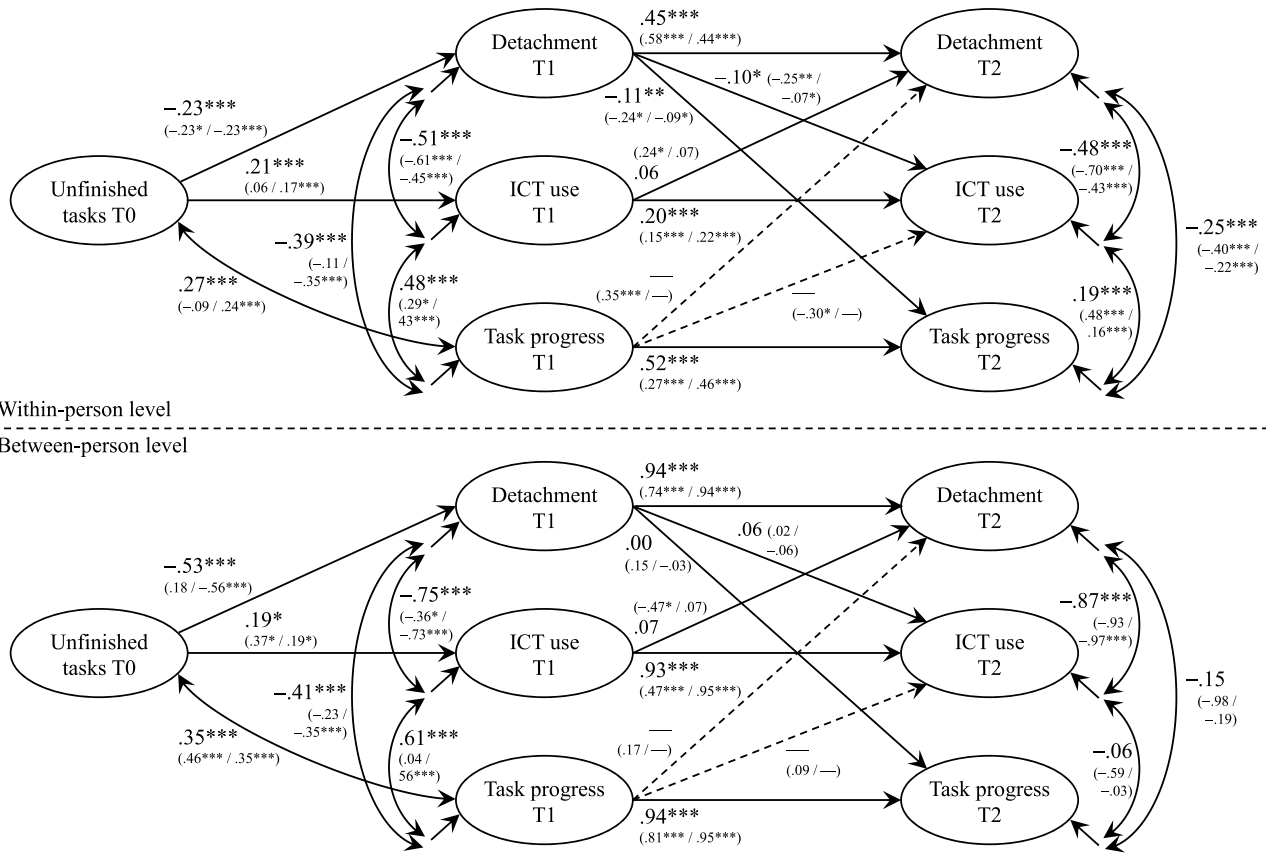 Detachment
T1
Detachment
T2
.45***
(.58*** / .44***)
−.10* (−.25** /
−.07*)
−.11**
(−.24* / −.09*)
−.23***
(−.23* / −.23***)
−.51***
(−.61*** /
−.45***)
(.24* / .07)
.06
−.48***
(−.70*** /
−.43***)
.21***
(.06 / .17***)
Unfinished
tasks T0
ICT use
T1
ICT use
T2
.20***
(.15*** / .22***)
−.25***
(−.40*** /
−.22***)
−.39***
(−.11 /
−.35***)
.27***
(−.09 / .24***)
.48***
(.29* /
43***)
—
(.35*** / —)
—
(−.30* / —)
.19***
(.48*** /
.16***)
Task progress
T1
Task progress
T2
.52***
(.27*** / .46***)
Within-person level
Between-person level
Detachment
T1
Detachment
T2
.94***
(.74*** / .94***)
.06 (.02 /
−.06)
.00
(.15 / −.03)
−.53***
(.18 / −.56***)
−.75***
(−.36* /
−.73***)
(−.47* / .07)
.07
−.87***
(−.93 /
−.97***)
.19*
(.37* / .19*)
Unfinished
tasks T0
ICT use
T1
ICT use
T2
.93***
(.47*** / .95***)
−.15
(−.98 /
−.19)
−.41***
(−.23 /
−.35***)
.35***
(.46*** / .35***)
.61***
(.04 /
56***)
—
(.17 / —)
—
(.09 / —)
−.06
(−.59 /
−.03)
Task progress
T1
Task progress
T2
.94***
(.81*** / .95***)